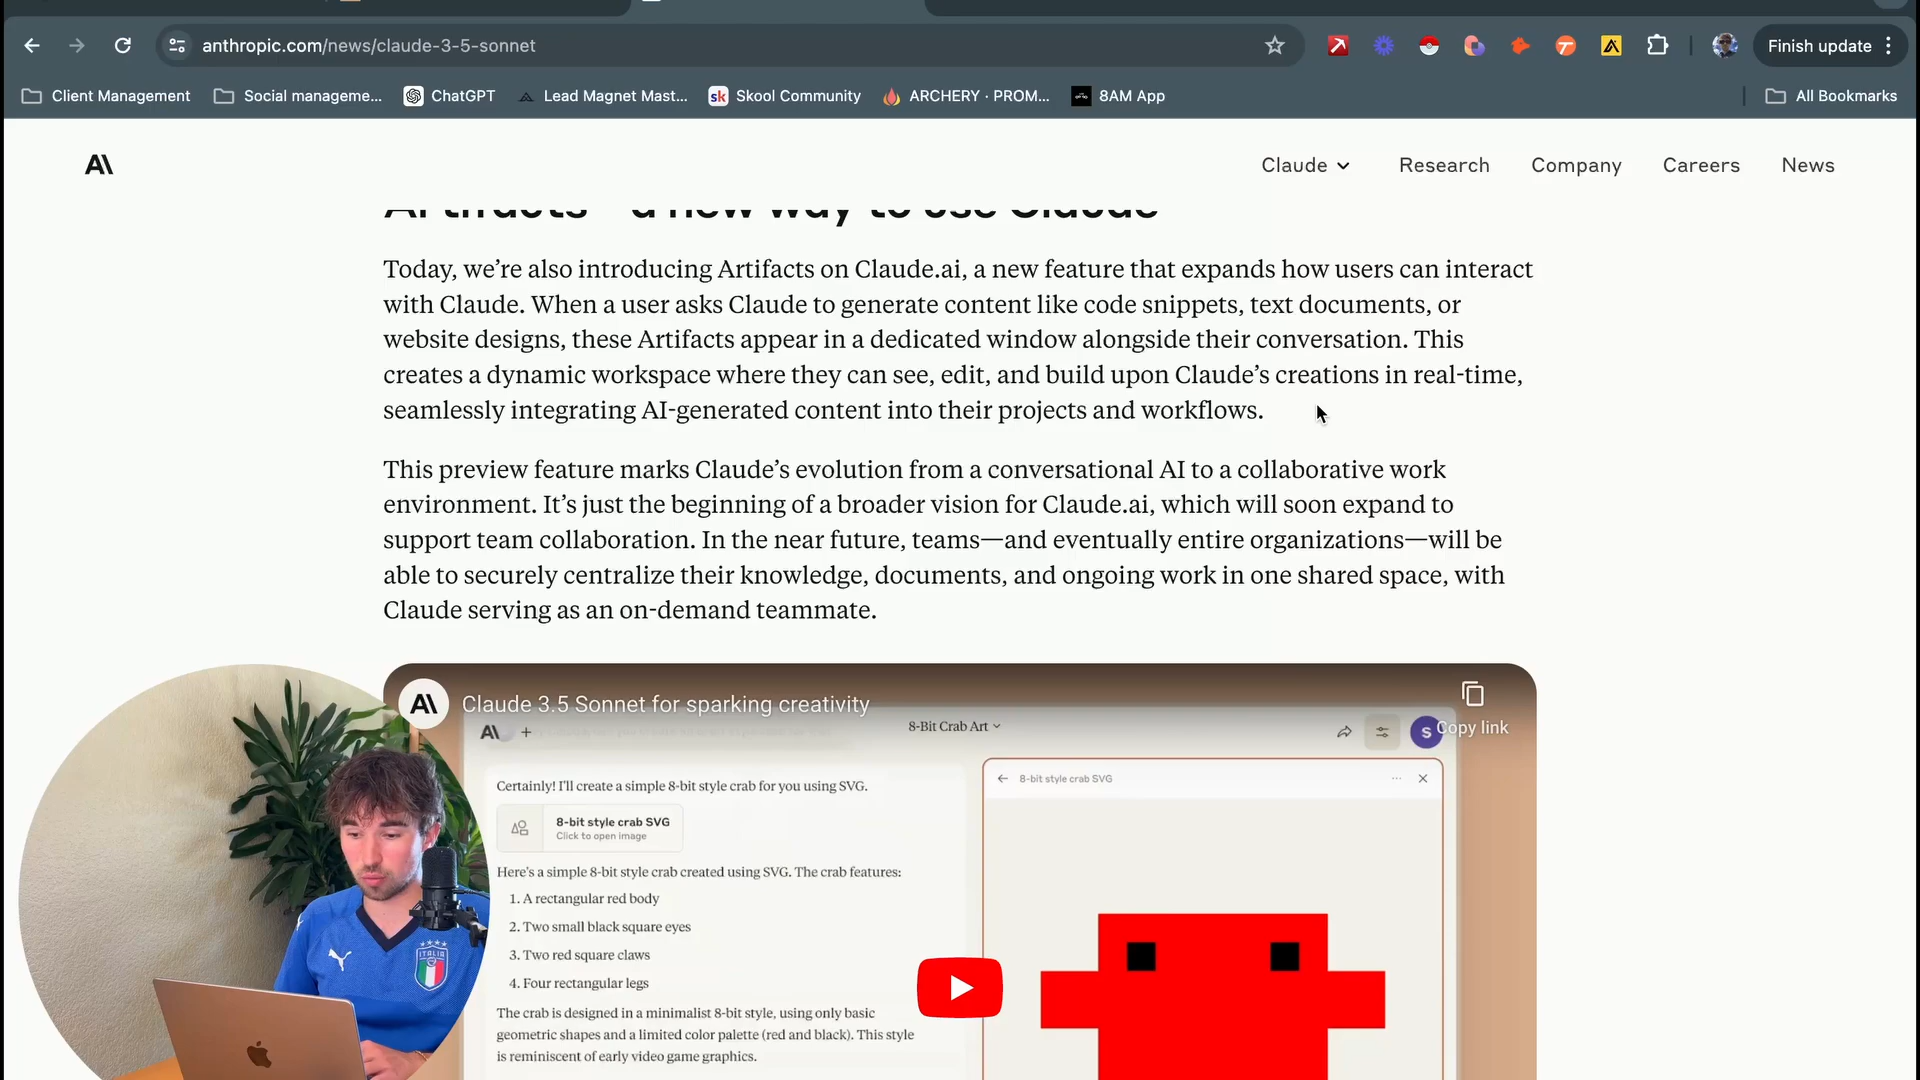 anthropic.com/news/claude-3-5-sonnet
Finish update
Client Management
Social manageme...
ChatGPT
Lead Magnet Mast...
sk
Skool Community
ARCHERY · PROM...
8AM App
All Bookmarks
Claude
Research
Company
Careers
News
Artifacts—a new way to use Claude
Today, we’re also introducing Artifacts on Claude.ai, a new feature that expands how users can interact
with Claude. When a user asks Claude to generate content like code snippets, text documents, or
website designs, these Artifacts appear in a dedicated window alongside their conversation. This
creates a dynamic workspace where they can see, edit, and build upon Claude’s creations in real-time,
seamlessly integrating AI-generated content into their projects and workflows.
This preview feature marks Claude’s evolution from a conversational AI to a collaborative work
environment. It’s just the beginning of a broader vision for Claude.ai, which will soon expand to
support team collaboration. In the near future, teams—and eventually entire organizations—will be
able to securely centralize their knowledge, documents, and ongoing work in one shared space, with
Claude serving as an on-demand teammate.
Claude 3.5 Sonnet for sparking creativity
Copy link
8-Bit Crab Art
S
Certainly! I'll create a simple 8-bit style crab for you using SVG.
8-bit style crab SVG
Click to open image
Here's a simple 8-bit style crab created using SVG. The crab features:
1. A rectangular red body
2. Two small black square eyes
3. Two red square claws
4. Four rectangular legs
The crab is designed in a minimalist 8-bit style, using only basic
geometric shapes and a limited color palette (red and black). This style
is reminiscent of early video game graphics.
8-bit style crab SVG
ITALIA